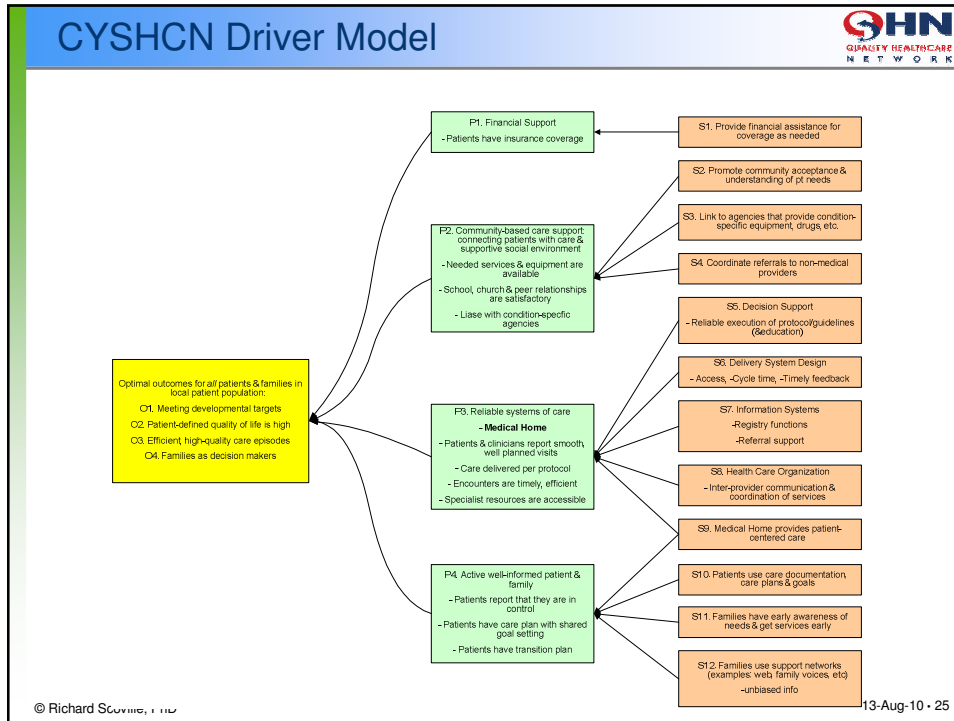 CYSHCN Driver Model
QHN
QUALITY HEALTHCARE
NETWORK
P1. Financial Support
- Patients have insurance coverage
P2. Community-based care support:
connecting patients with care &
supportive social environment
- Needed services & equipment are
available
- School, church & peer relationships
are satisfactory
- Liase with condition-specfic
agencies
Optimal outcomes for all patients & families in
local patient population:
O1. Meeting developmental targets
O2. Patient-defined quality of life is high
O3. Efficient, high-quality care episodes
O4. Families as decision makers
P3. Reliable systems of care
- Medical Home
- Patients & clinicians report smooth,
well planned visits
- Care delivered per protocol
- Encounters are timely, efficient
- Specialist resources are accessible
P4. Active well-informed patient &
family
- Patients report that they are in
control
- Patients have care plan with shared
goal setting
- Patients have transition plan
S1. Provide financial assistance for
coverage as needed
S2. Promote community acceptance &
understanding of pt needs
S3. Link to agencies that provide condition-
specific equipment, drugs, etc.
S4. Coordinate referrals to non-medical
providers
S5. Decision Support
- Reliable execution of protocol/guidelines
(&education)
S6. Delivery System Design
- Access, -Cycle time, -Timely feedback
S7. Information Systems
-Registry functions
-Referral support
S8. Health Care Organization
- Inter-provider communication &
coordination of services
S9. Medical Home provides patient-
centered care
S10. Patients use care documentation,
care plans & goals
S11. Families have early awareness of
needs & get services early
S12. Families use support networks
(examples: web, family voices, etc)
-unbiased info
© Richard Scoville, PhD
13-Aug-10 • 25